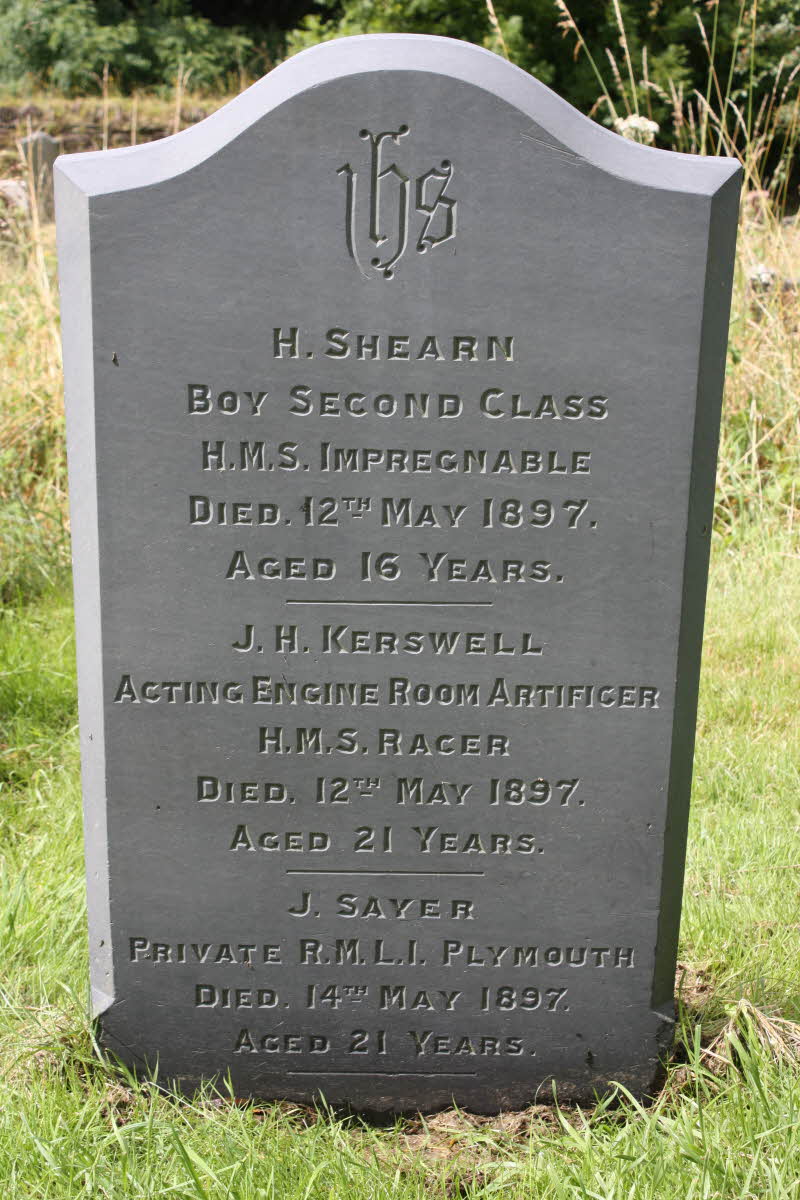 IHS
H. SHEARN
BOY SECOND CLASS
H.M.S. IMPREGNABLE
DIED. 12TH MAY 1897.
AGED 16 YEARS.
J. H. KERSWELL
ACTING ENGINE ROOM ARTIFICER
H.M.S. RACER
DIED. 12TH MAY 1897.
AGED 21 YEARS.
J. SAYER
PRIVATE R.M.L.I. PLYMOUTH
DIED. 14TH MAY 1897.
AGED 21 YEARS.